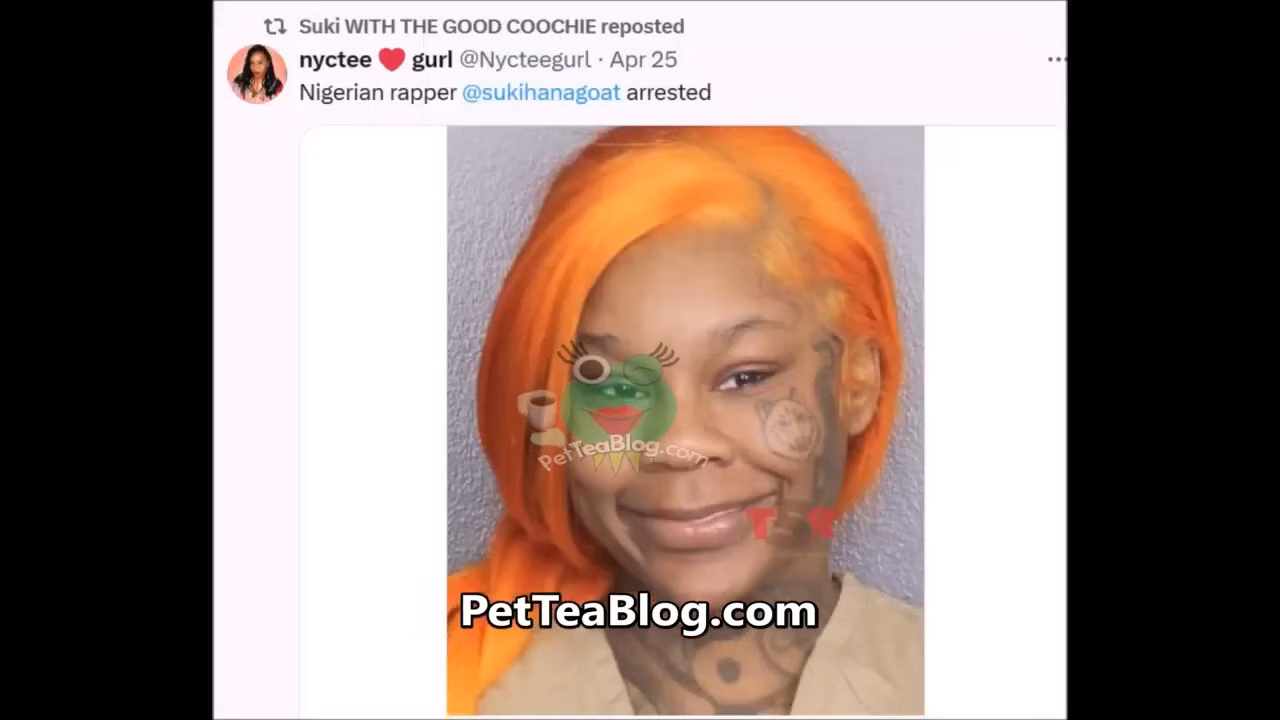 Suki WITH THE GOOD COOCHIE reposted
nyctee ❤️ gurl @Nycteegurl · Apr 25
Nigerian rapper @sukihanagoat arrested
PetTeaBlog.com
PetTeaBlog.com